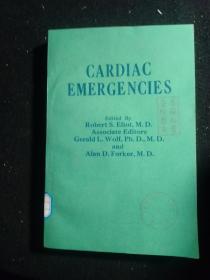 CARDIAC
EMERGENCIES
Edited By
Robert S. Eliot, M. D.
Associate Editors
Gerald L. Wolf, Ph. D., M. D.
and
Alan D. Forker, M. D.